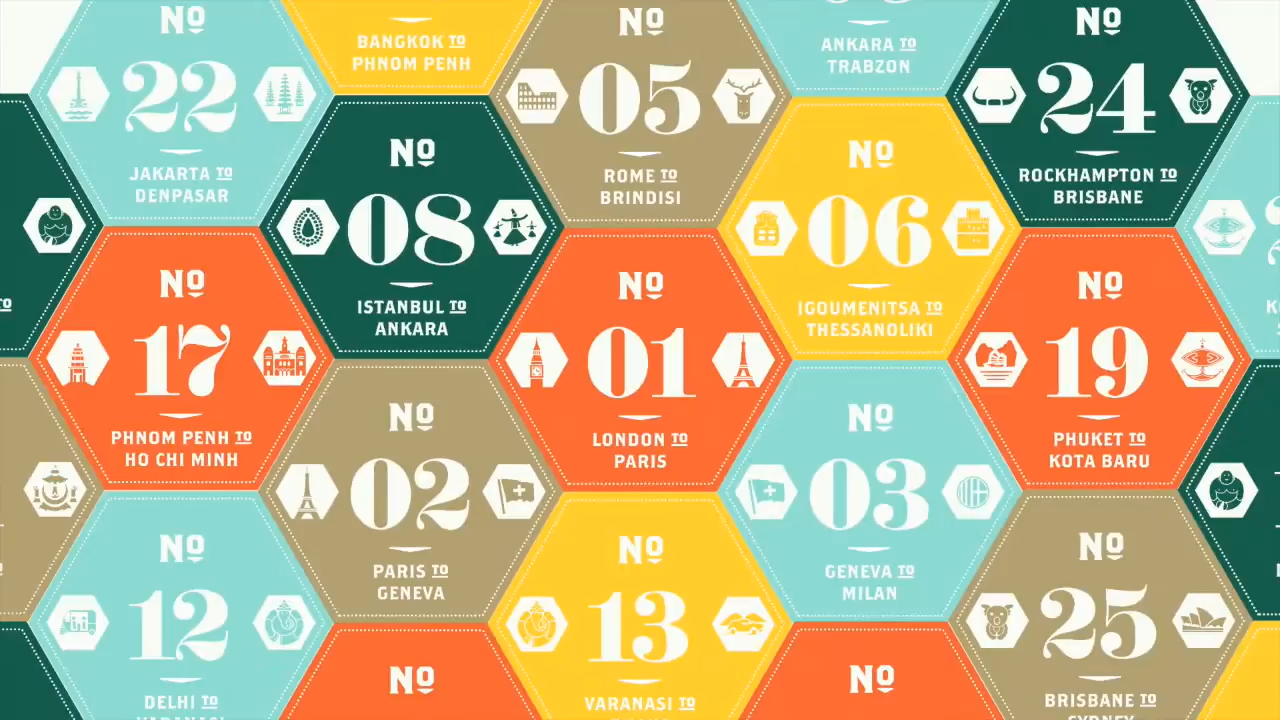 No
22
JAKARTA TO
DENPASAR
BANGKOK TO
PHNOM PENH
No
05
ROME TO
BRINDISI
ANKARA TO
TRABZON
No
24
ROCKHAMPTON TO
BRISBANE
No
08
ISTANBUL TO
ANKARA
No
06
IGOUMENITSA TO
THESSANOLIKI
TO
No
17
PHNOM PENH TO
HO CHI MINH
No
01
LONDON TO
PARIS
No
19
PHUKET TO
KOTA BARU
No
02
PARIS TO
GENEVA
No
03
GENEVA TO
MILAN
No
12
DELHI TO
VARANASI
No
13
VARANASI TO
No
25
BRISBANE TO
SYDNEY
No
No